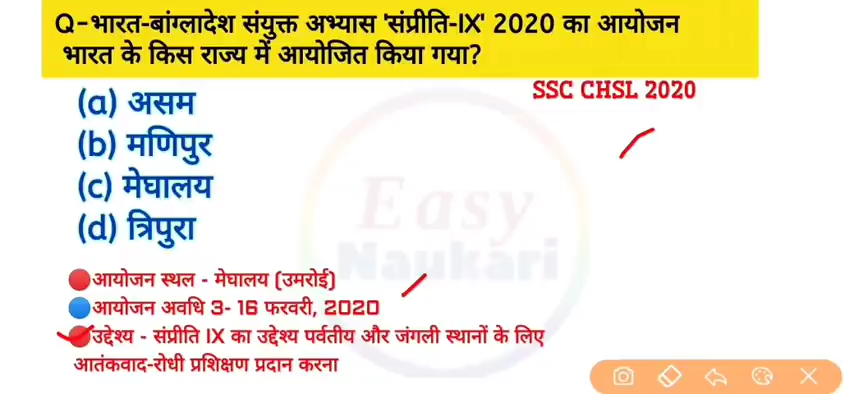 Q-भारत-बांग्लादेश संयुक्त अभ्यास 'संप्रीति-IX' 2020 का आयोजन
भारत के किस राज्य में आयोजित किया गया?
SSC CHSL 2020
(a) असम
(b) मणिपुर
(c) मेघालय
(d) त्रिपुरा
Easy
Naukari
आयोजन स्थल - मेघालय (उमरोई)
आयोजन अवधि 3- 16 फरवरी, 2020
उद्देश्य - संप्रीति IX का उद्देश्य पर्वतीय और जंगली स्थानों के लिए
आतंकवाद-रोधी प्रशिक्षण प्रदान करना